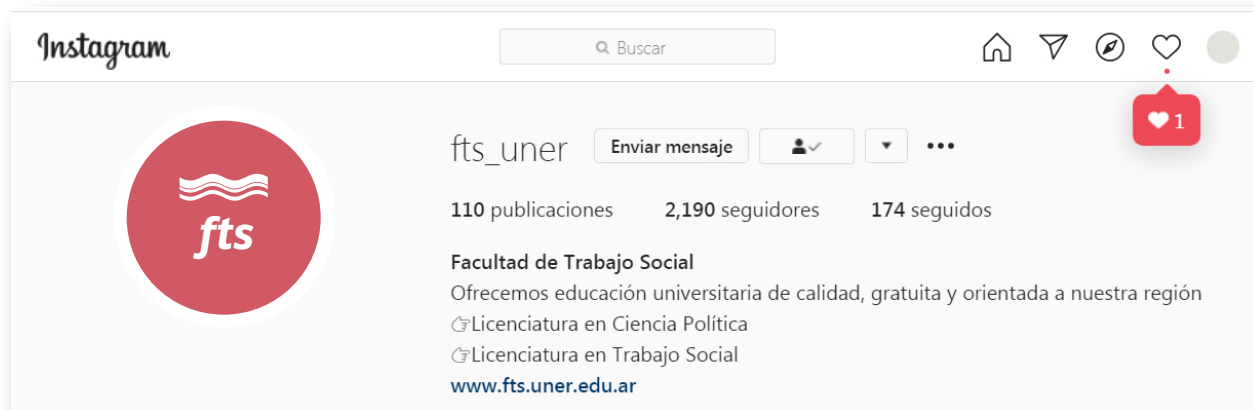 Instagram
Buscar
1
fts_uner Enviar mensaje
110 publicaciones 2,190 seguidores 174 seguidos
fts
Facultad de Trabajo Social
Ofrecemos educación universitaria de calidad, gratuita y orientada a nuestra región
👉Licenciatura en Ciencia Política
👉Licenciatura en Trabajo Social
www.fts.uner.edu.ar